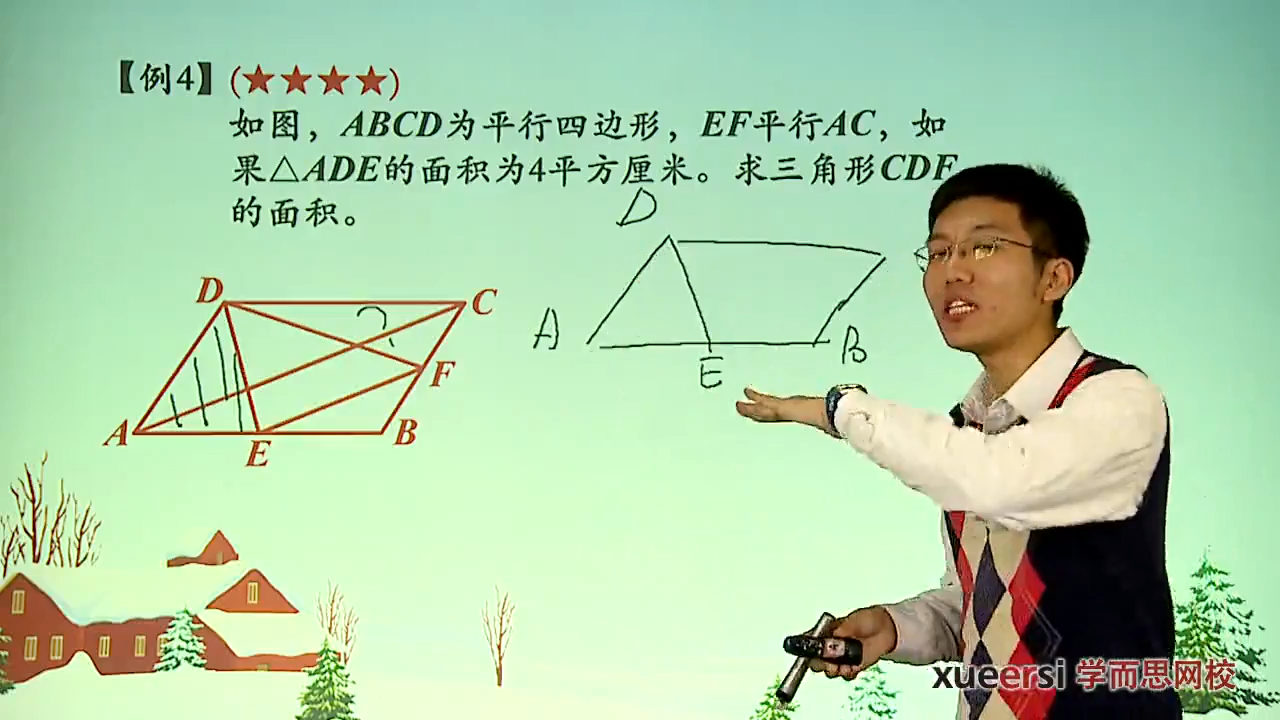 【例4】(★★★★)
如图，ABCD为平行四边形，EF平行AC，如
果△ADE的面积为4平方厘米。求三角形CDF
的面积。
D
D
C
A
B
F
E
A
E
B
xueersi 学而思网校